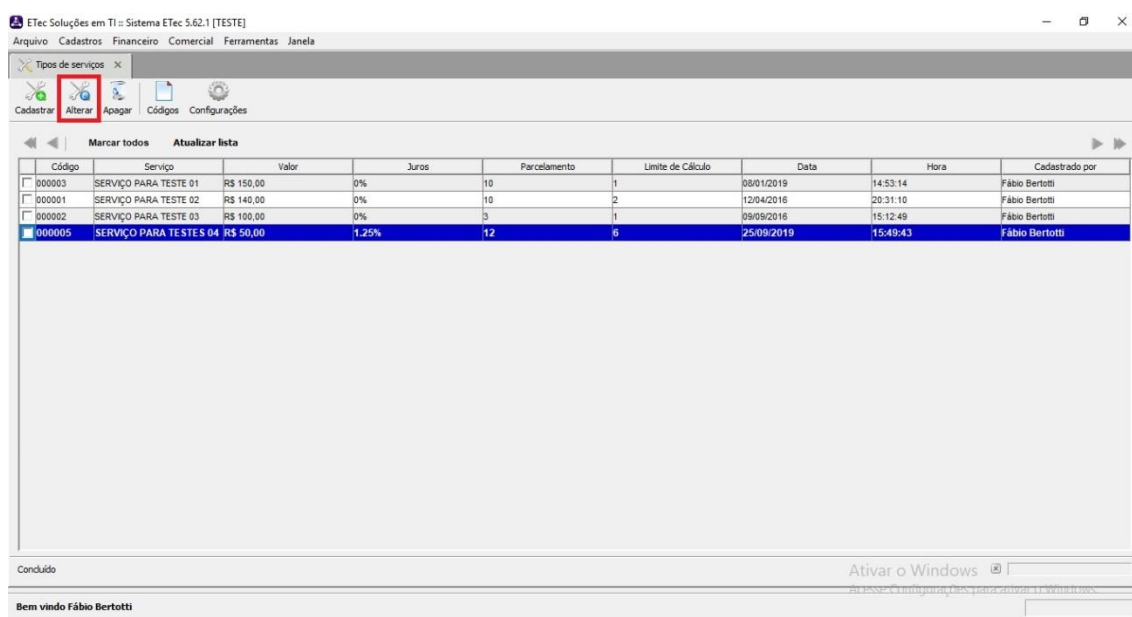 ETec Soluções em TI :: Sistema ETec 5.62.1 [TESTE]
Arquivo Cadastros Financeiro Comercial Ferramentas Janela
Tipos de serviços
Cadastrar Alterar Apagar Códigos Configurações
Marcar todos Atualizar lista
Código Serviço Valor Juros Parcelamento Limite de Cálculo Data Hora Cadastrado por
000003 SERVIÇO PARA TESTE 01 R$ 150,00 0% 10 1 08/01/2019 14:53:14 Fábio Bertotti
000001 SERVIÇO PARA TESTE 02 R$ 140,00 0% 10 2 12/04/2016 20:31:10 Fábio Bertotti
000002 SERVIÇO PARA TESTE 03 R$ 100,00 0% 3 1 09/09/2016 15:12:49 Fábio Bertotti
000005 SERVIÇO PARA TESTES 04 R$ 50,00 1.25% 12 6 25/09/2019 15:49:43 Fábio Bertotti
Concluído
Ativar o Windows
Acesse Configurações para ativar o Windows.
Bem vindo Fábio Bertotti